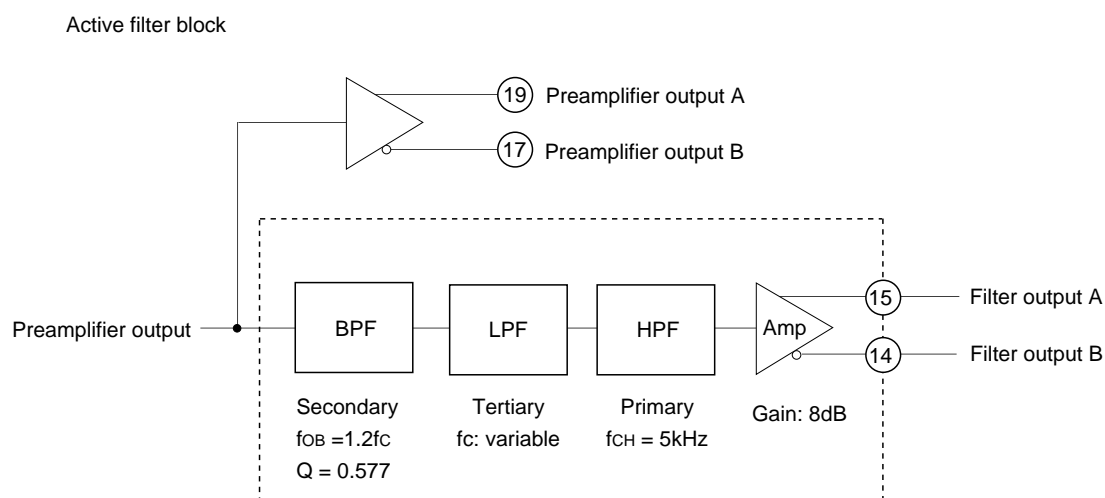 Active filter block
19 Preamplifier output A
17 Preamplifier output B
Preamplifier output
BPF
LPF
HPF
Amp
15 Filter output A
14 Filter output B
Secondary
fOB =1.2fC
Q = 0.577
Tertiary
fC: variable
Primary
fCH = 5kHz
Gain: 8dB